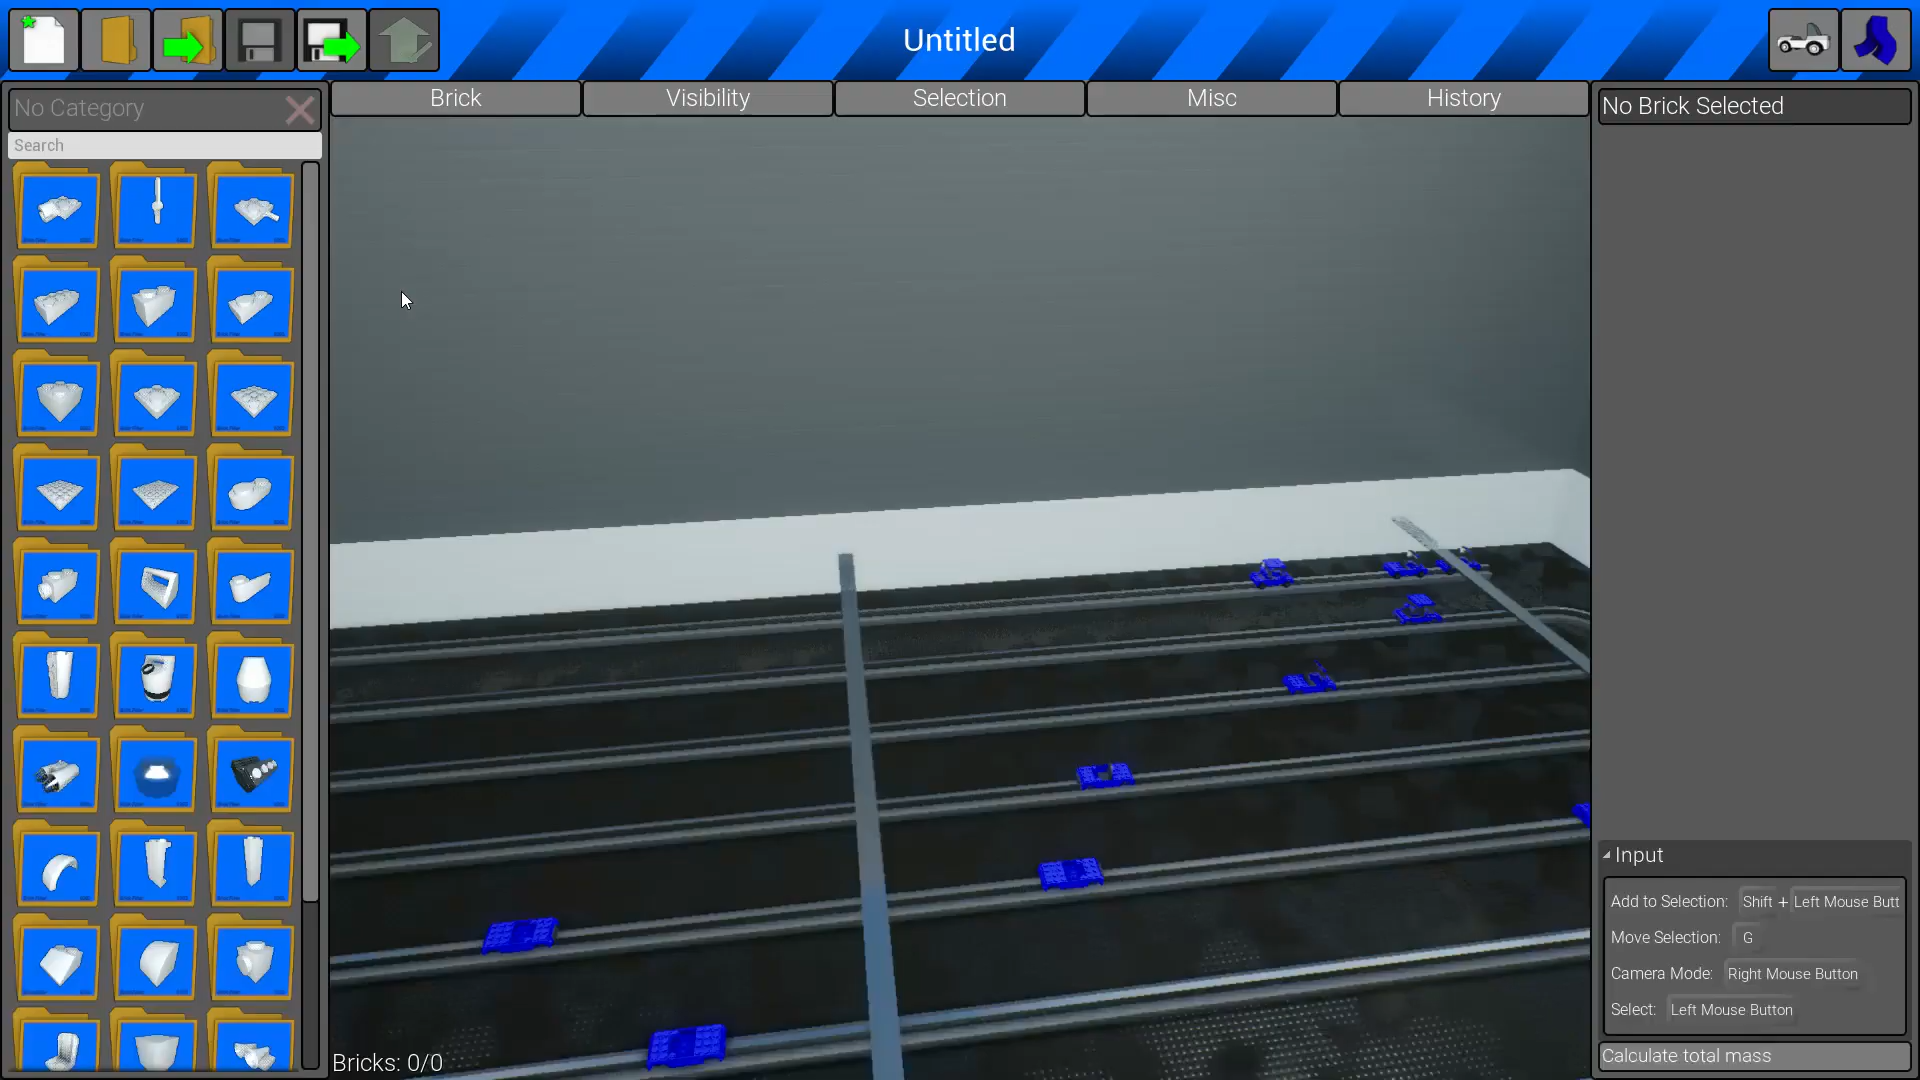 Untitled
No Category
Search
Brick
Visibility
Selection
Misc
History
No Brick Selected
Bricks: 0/0
Input
Add to Selection: Shift + Left Mouse Butt
Move Selection: G
Camera Mode: Right Mouse Button
Select: Left Mouse Button
Calculate total mass